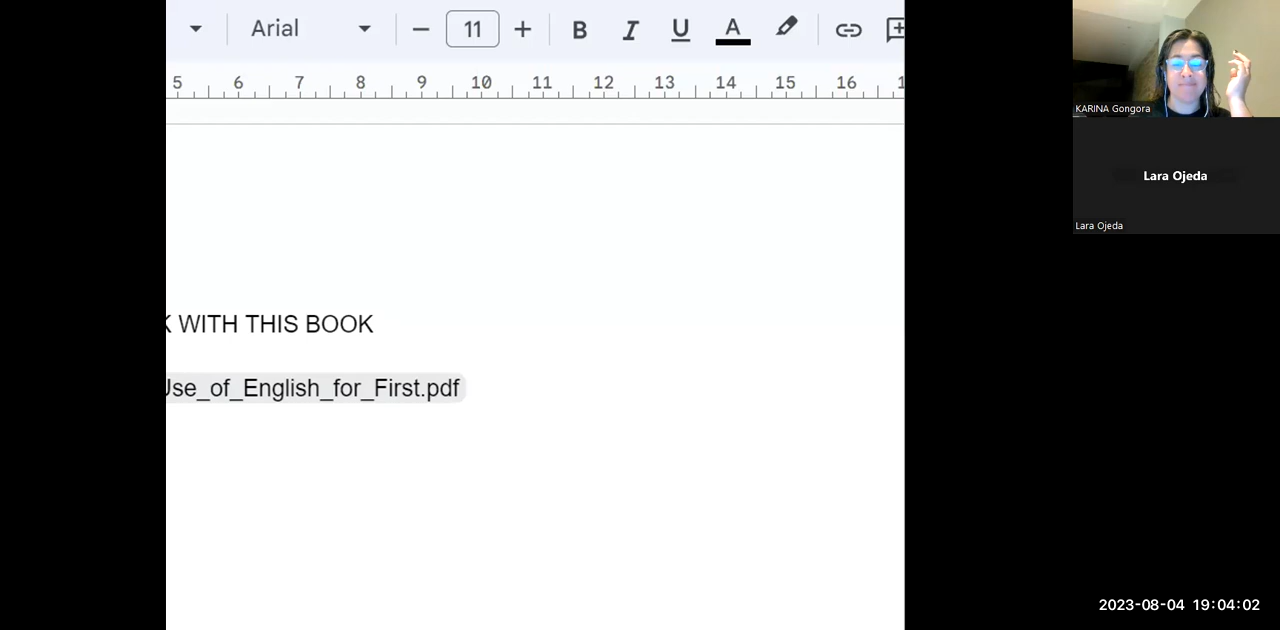 Arial
11
B I U A
5 6 7 8 9 10 11 12 13 14 15 16
WITH THIS BOOK
Use_of_English_for_First.pdf
KARINA Gongora
Lara Ojeda
Lara Ojeda
2023-08-04 19:04:02